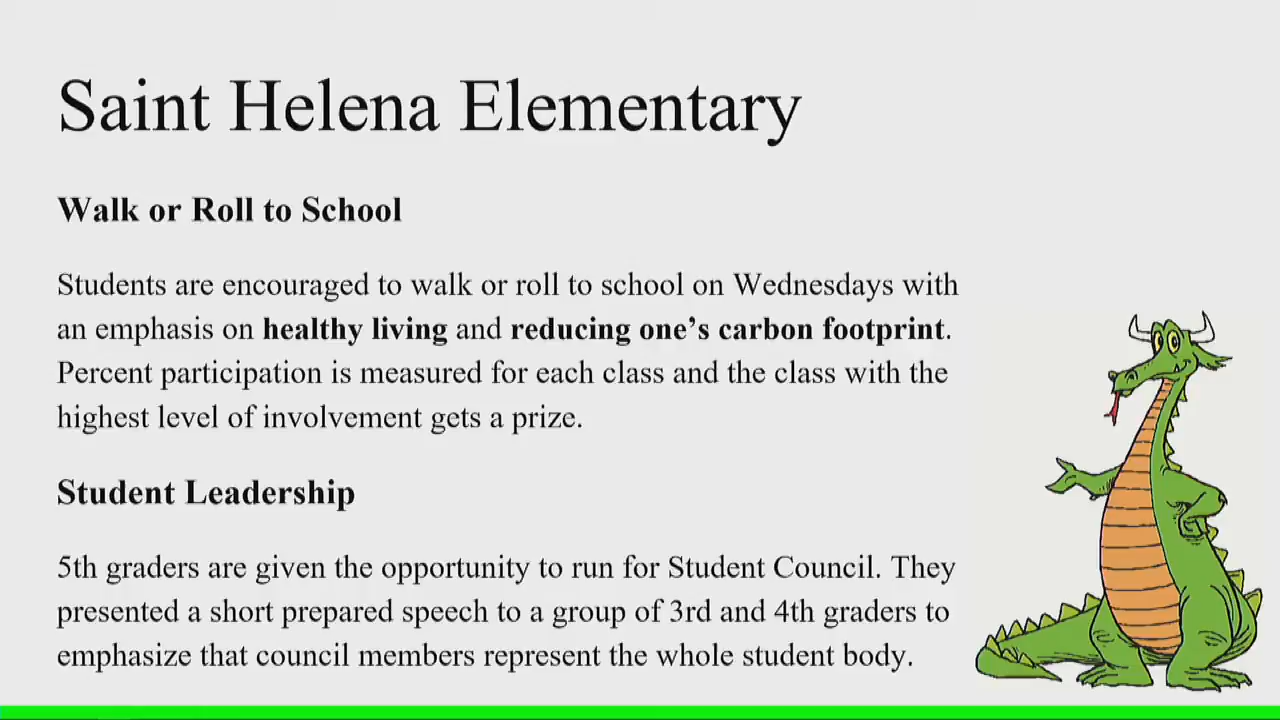 Saint Helena Elementary
Walk or Roll to School
Students are encouraged to walk or roll to school on Wednesdays with
an emphasis on healthy living and reducing one’s carbon footprint.
Percent participation is measured for each class and the class with the
highest level of involvement gets a prize.
Student Leadership
5th graders are given the opportunity to run for Student Council. They
presented a short prepared speech to a group of 3rd and 4th graders to
emphasize that council members represent the whole student body.